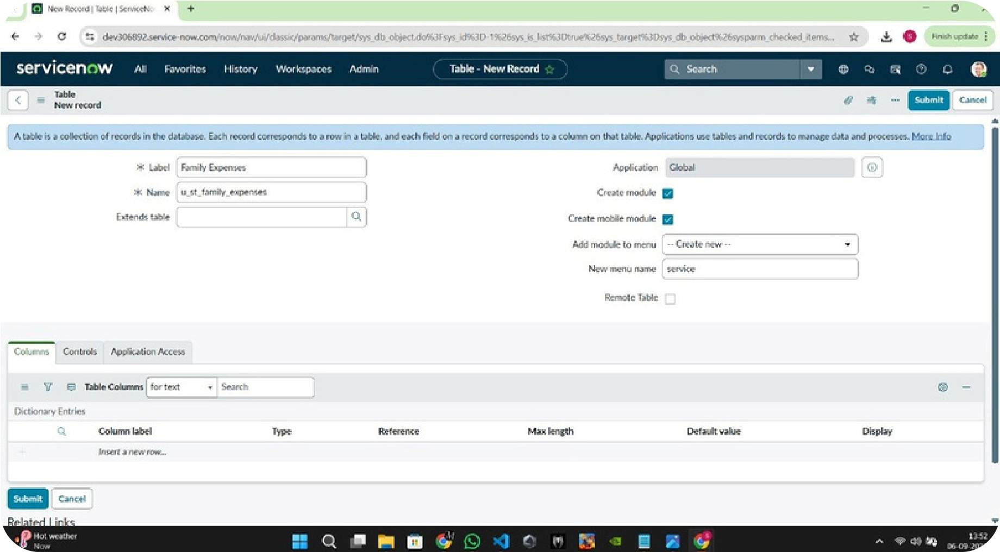 New Record | Table | ServiceNo
dev306892.service-now.com/now/nav/ui/classic/params/target/sys_db_object.do%3Fsys_id%3D-1%26sys_is_list%3Dtrue%26sys_target%3Dsys_db_object%26sysparm_checked_items...
S
Finish update
servicenow
All
Favorites
History
Workspaces
Admin
Table - New Record
Search
Table
New record
Submit
Cancel
A table is a collection of records in the database. Each record corresponds to a row in a table, and each field on a record corresponds to a column on that table. Applications use tables and records to manage data and processes. More Info
Label
Family Expenses
Name
u_st_family_expenses
Extends table
Application
Global
Create module
Create mobile module
Add module to menu
-- Create new --
New menu name
service
Remote Table
Columns
Controls
Application Access
Table Columns
for text
Search
Dictionary Entries
Column label
Type
Reference
Max length
Default value
Display
Insert a new row...
Submit
Cancel
Related Links
Hot weather
Now
13:52